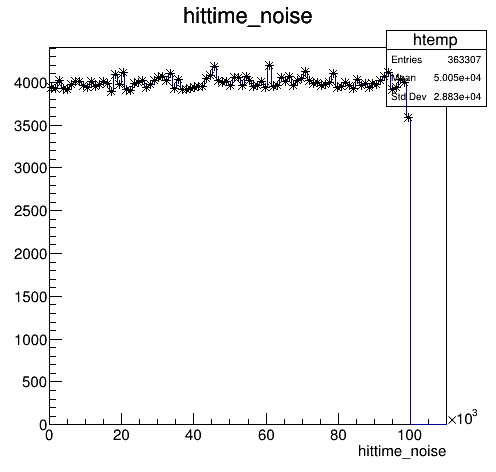 hittime_noise
htemp
Entries 363307
Mean 5.005e+04
Std Dev 2.883e+04
4000
3500
3000
2500
2000
1500
1000
500
0
0 20 40 60 80 100
×10³
hittime_noise